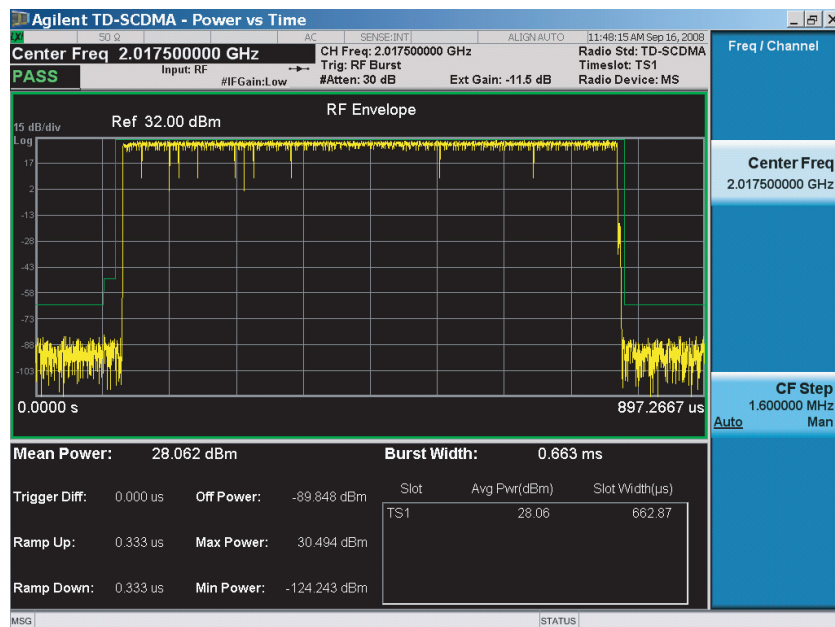 Agilent TD-SCDMA - Power vs Time
50 Ω AC SENSE:INT ALIGN AUTO 11:48:15 AM Sep 16, 2008
Center Freq 2.017500000 GHz
CH Freq: 2.017500000 GHz
Radio Std: TD-SCDMA
PASS
Input: RF
Trig: RF Burst
Timeslot: TS1
#IFGain:Low
#Atten: 30 dB
Ext Gain: -11.5 dB
Radio Device: MS
RF Envelope
15 dB/div
Ref 32.00 dBm
Log
17
2
-13
-28
-43
-58
-73
-88
-103
0.0000 s
897.2667 us
Mean Power: 28.062 dBm
Burst Width: 0.663 ms
Trigger Diff: 0.000 us
Off Power: -89.848 dBm
Ramp Up: 0.333 us
Max Power: 30.494 dBm
Ramp Down: 0.333 us
Min Power: -124.243 dBm
Slot Avg Pwr(dBm) Slot Width(µs)
TS1 28.06 662.87
Freq / Channel
Center Freq
2.017500000 GHz
CF Step
1.600000 MHz
Auto Man
MSG
STATUS